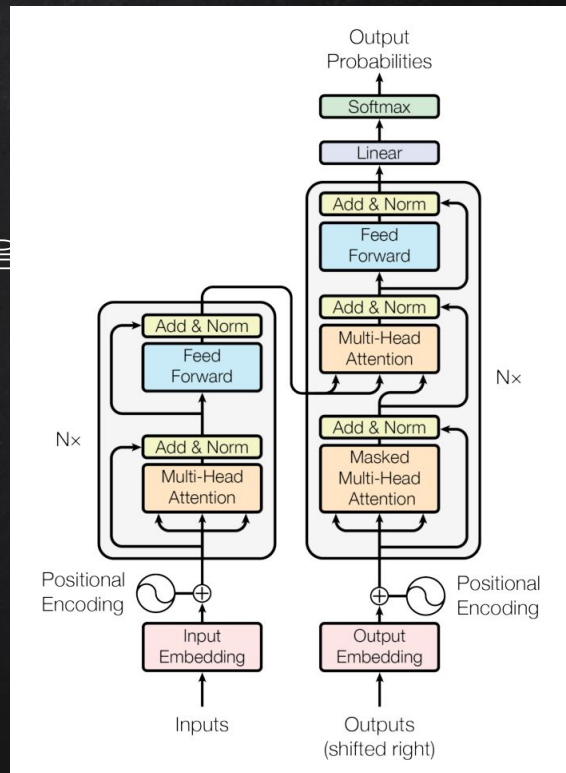 Output
Probabilities
Softmax
Linear
Add & Norm
Feed
Forward
Add & Norm
Multi-Head
Attention
Add & Norm
Masked
Multi-Head
Attention
N×
Add & Norm
Feed
Forward
Add & Norm
Multi-Head
Attention
N×
Positional
Encoding
Positional
Encoding
Input
Embedding
Output
Embedding
Inputs
Outputs
(shifted right)